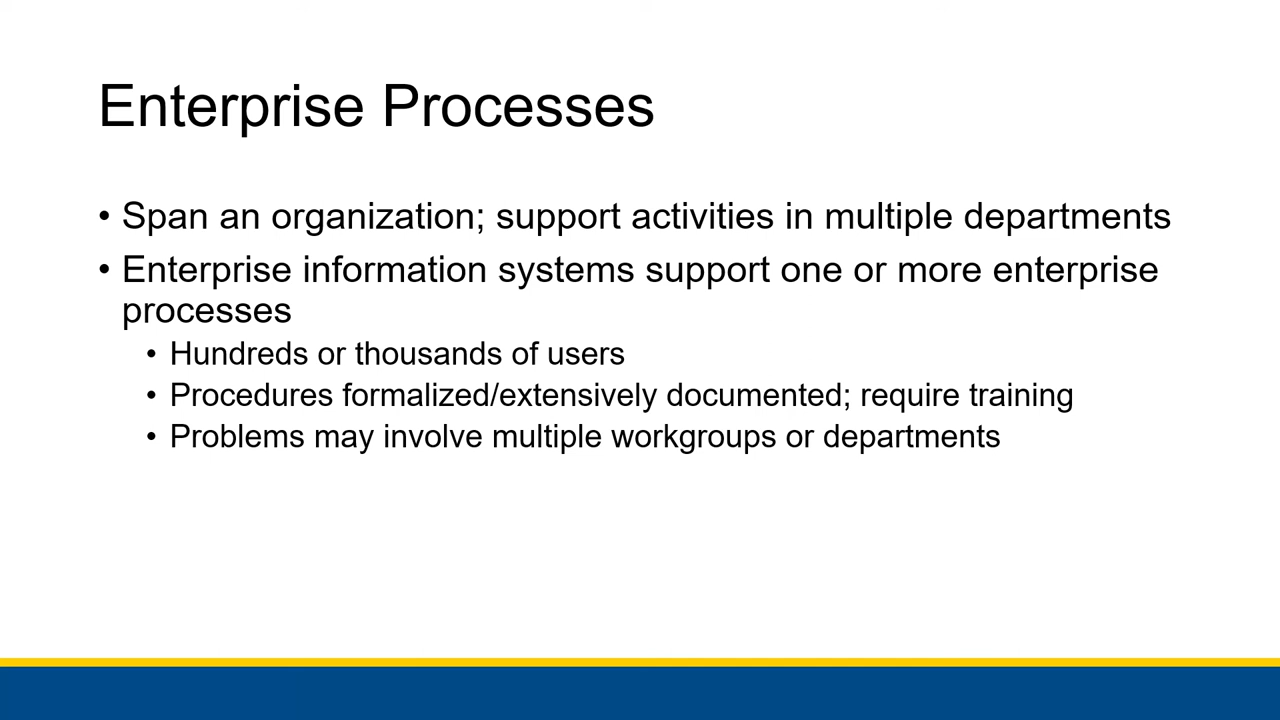 Enterprise Processes
• Span an organization; support activities in multiple departments
• Enterprise information systems support one or more enterprise
processes
• Hundreds or thousands of users
• Procedures formalized/extensively documented; require training
• Problems may involve multiple workgroups or departments